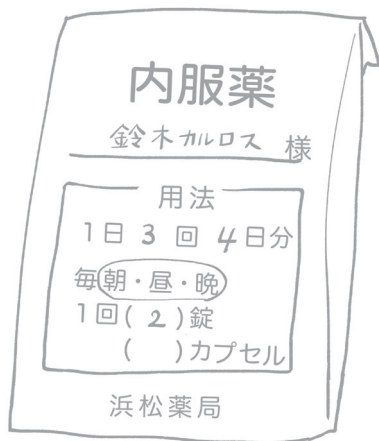 内服薬
鈴木カルロス 様
用法
1日 3 回 4日分
毎朝・昼・晩
1回( 2 )錠
( )カプセル
浜松薬局